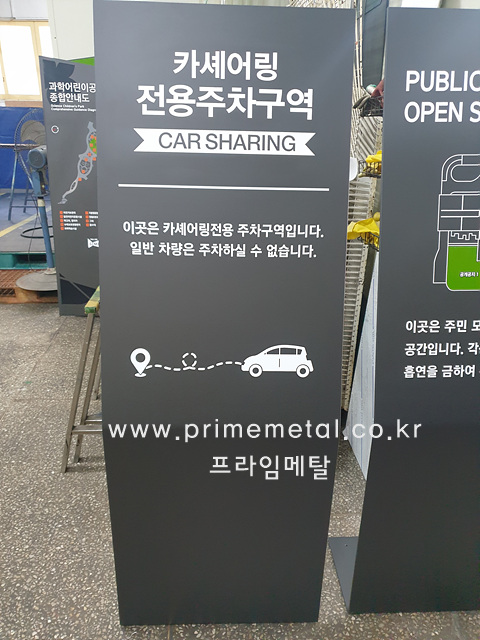 카셰어링
전용주차구역
CAR SHARING
이곳은 카셰어링전용 주차구역입니다.
일반 차량은 주차하실 수 없습니다.
www.primemetal.co.kr
프라임메탈
과학어린이공
종합안내도
PUBLIC
OPEN S
이곳은 주민 모
공간입니다. 각
흡연을 금하여